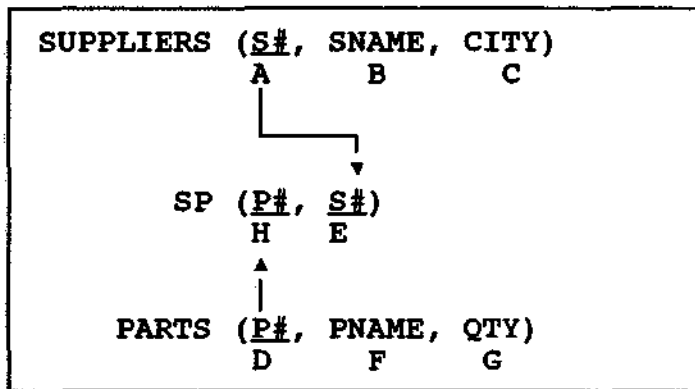 SUPPLIERS (S#, SNAME, CITY)
A B C
SP (P#, S#)
H E
PARTS (P#, PNAME, QTY)
D F G